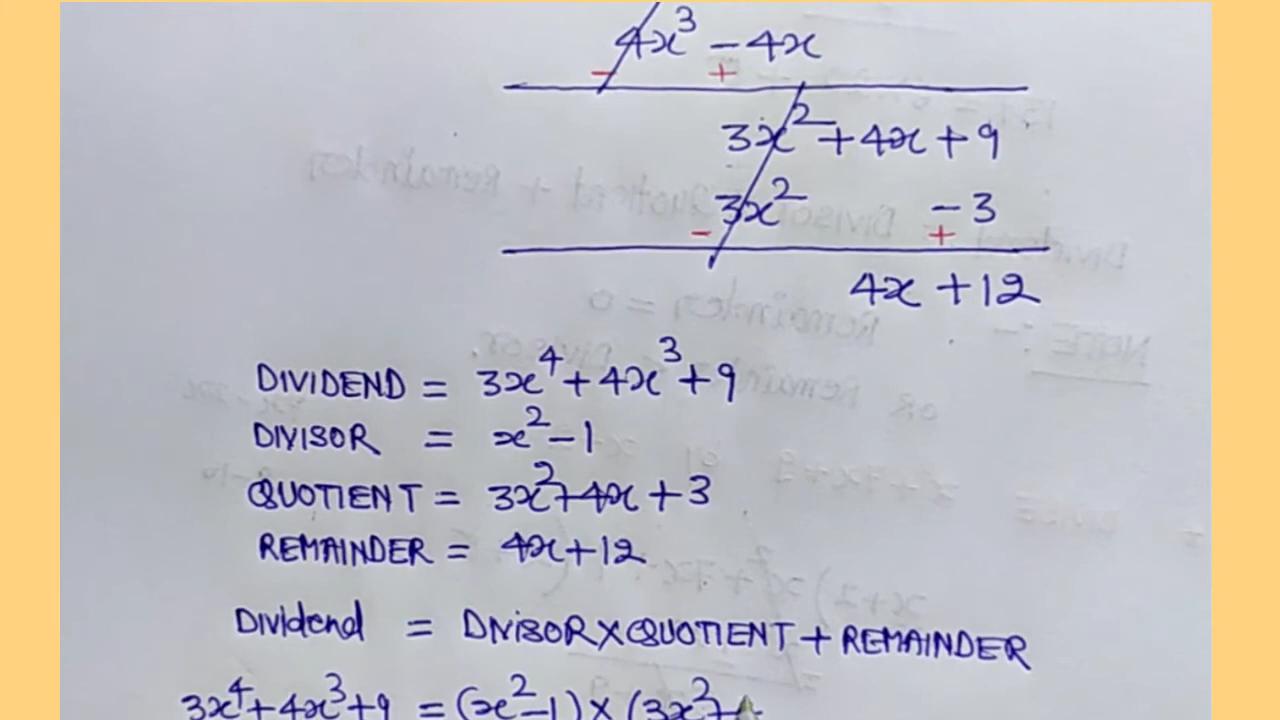 4x³ - 4x
- +
3x² + 4x + 9
3x² - 3
- +
4x + 12
DIVIDEND = 3x⁴ + 4x³ + 9
DIVISOR = x² - 1
QUOTIENT = 3x² + 4x + 3
REMAINDER = 4x + 12
Dividend = DIVISOR X QUOTIENT + REMAINDER
3x⁴ + 4x³ + 9 = (x² - 1) × (3x² +